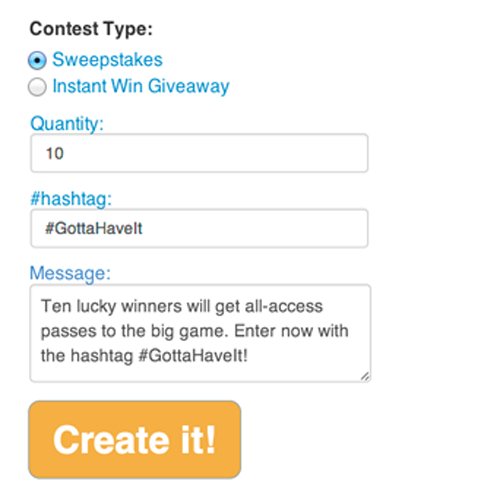 Contest Type:
Sweepstakes
Instant Win Giveaway
Quantity:
10
#hashtag:
#GottaHaveIt
Message:
Ten lucky winners will get all-access
passes to the big game. Enter now with
the hashtag #GottaHaveIt!
Create it!